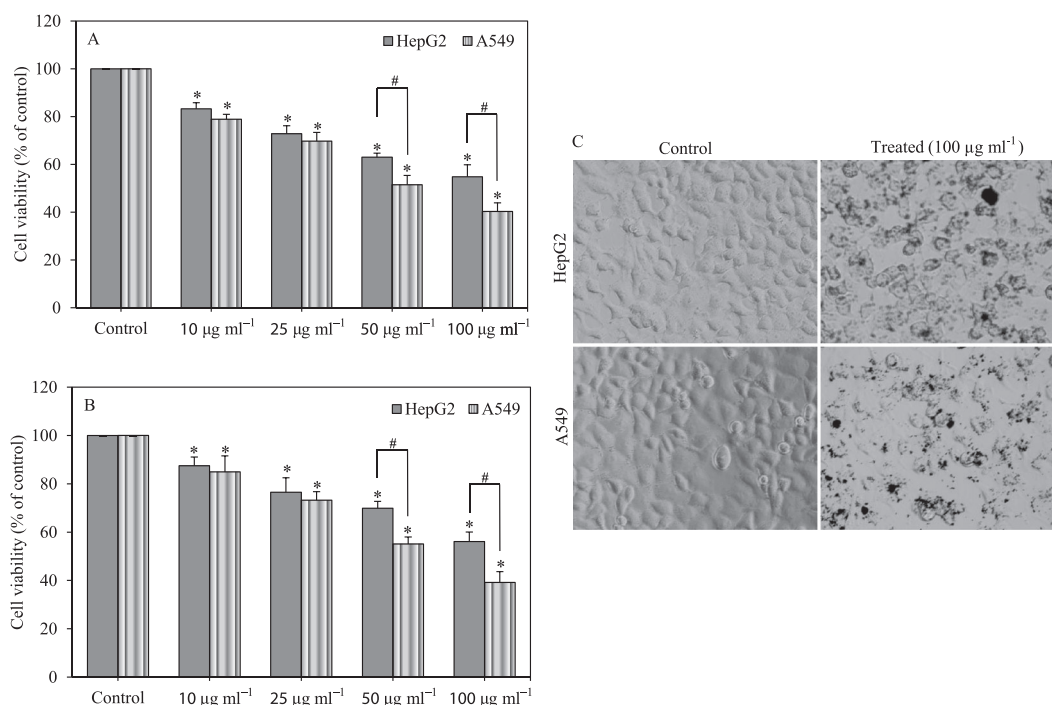 A
HepG2 A549
Cell viability (% of control)
120
100
80
60
40
20
0
* * * * * * * *
# #
Control 10 µg ml⁻¹ 25 µg ml⁻¹ 50 µg ml⁻¹ 100 µg ml⁻¹
B
HepG2 A549
Cell viability (% of control)
120
100
80
60
40
20
0
* * * * * * * *
# #
Control 10 µg ml⁻¹ 25 µg ml⁻¹ 50 µg ml⁻¹ 100 µg ml⁻¹
C
Control Treated (100 µg ml⁻¹)
HepG2
A549